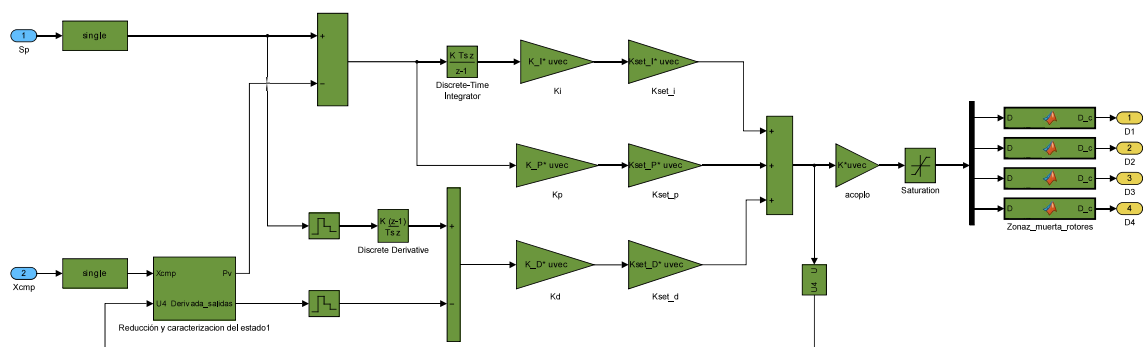 1
Sp
single
+
−
K Ts z
z-1
Discrete-Time
Integrator
K_I* uvec
Ki
Kset_I* uvec
Kset_i
K_P* uvec
Kp
Kset_P* uvec
Kset_p
+
+
+
K*uvec
acoplo
Saturation
D D_c
1
D1
D D_c
2
D2
D D_c
3
D3
D D_c
4
D4
Zonaz_muerta_rotores
K (z-1)
Ts z
Discrete Derivative
+
−
K_D* uvec
Kd
Kset_D* uvec
Kset_d
U U4
2
Xcmp
single
Xcmp Pv
U4 Derivada_salidas
Reducción y caracterizacion del estado1